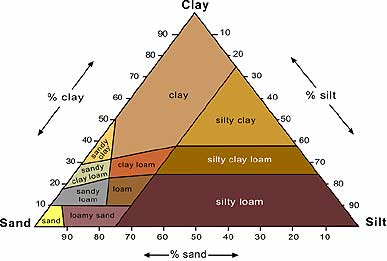 Clay
90
10
80
20
70
30
% clay
% silt
60
clay
40
50
silty clay
50
40
sandy clay
60
30
sandy clay loam
clay loam
silty clay loam
70
20
sandy loam
loam
silty loam
80
10
90
Sand
sand
loamy sand
Silt
90
80
70
60
50
40
30
20
10
% sand